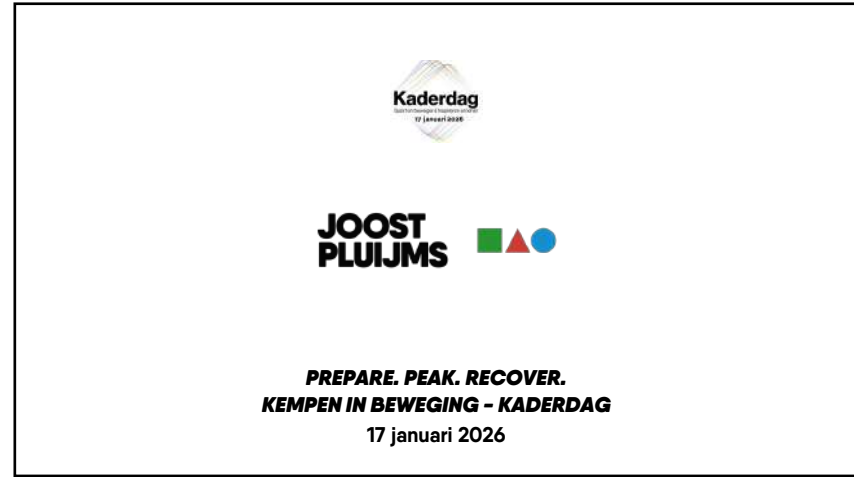 Kaderdag
17 januari 2026
JOOST
PLUIJMS
PREPARE. PEAK. RECOVER.
KEMPEN IN BEWEGING - KADERDAG
17 januari 2026